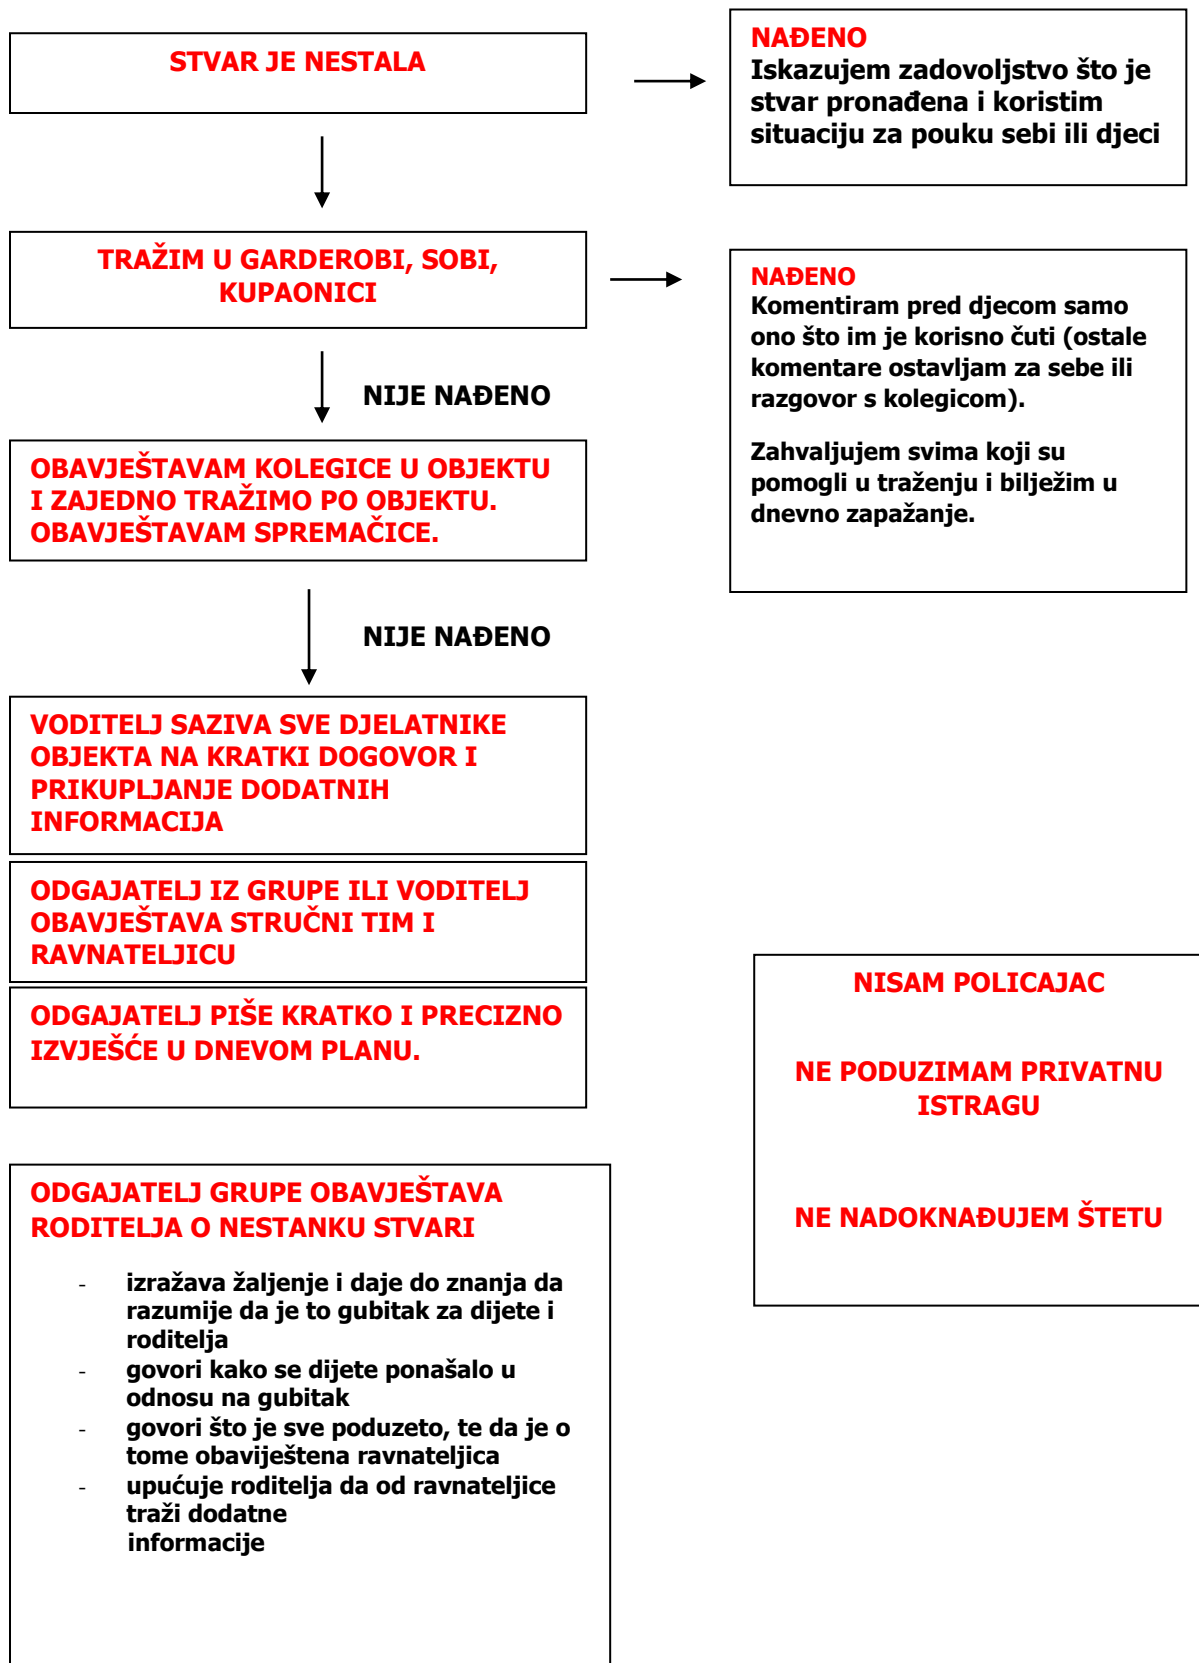 STVAR JE NESTALA
NAĐENO
Iskazujem zadovoljstvo što je
stvar pronađena i koristim
situaciju za pouku sebi ili djeci
TRAŽIM U GARDEROBI, SOBI,
KUPAONICI
NAĐENO
Komentiram pred djecom samo
ono što im je korisno čuti (ostale
komentare ostavljam za sebe ili
razgovor s kolegicom).
Zahvaljujem svima koji su
pomogli u traženju i bilježim u
dnevno zapažanje.
NIJE NAĐENO
OBAVJEŠTAVAM KOLEGICE U OBJEKTU
I ZAJEDNO TRAŽIMO PO OBJEKTU.
OBAVJEŠTAVAM SPREMAČICE.
NIJE NAĐENO
VODITELJ SAZIVA SVE DJELATNIKE
OBJEKTA NA KRATKI DOGOVOR I
PRIKUPLJANJE DODATNIH
INFORMACIJA
ODGAJATELJ IZ GRUPE ILI VODITELJ
OBAVJEŠTAVA STRUČNI TIM I
RAVNATELJICU
ODGAJATELJ PIŠE KRATKO I PRECIZNO
IZVJEŠĆE U DNEVOM PLANU.
NISAM POLICAJAC
NE PODUZIMAM PRIVATNU
ISTRAGU
NE NADOKNAĐUJEM ŠTETU
ODGAJATELJ GRUPE OBAVJEŠTAVA
RODITELJA O NESTANKU STVARI
- izražava žaljenje i daje do znanja da
razumije da je to gubitak za dijete i
roditelja
- govori kako se dijete ponašalo u
odnosu na gubitak
- govori što je sve poduzeto, te da je o
tome obaviještena ravnateljica
- upućuje roditelja da od ravnateljice
traži dodatne
informacije